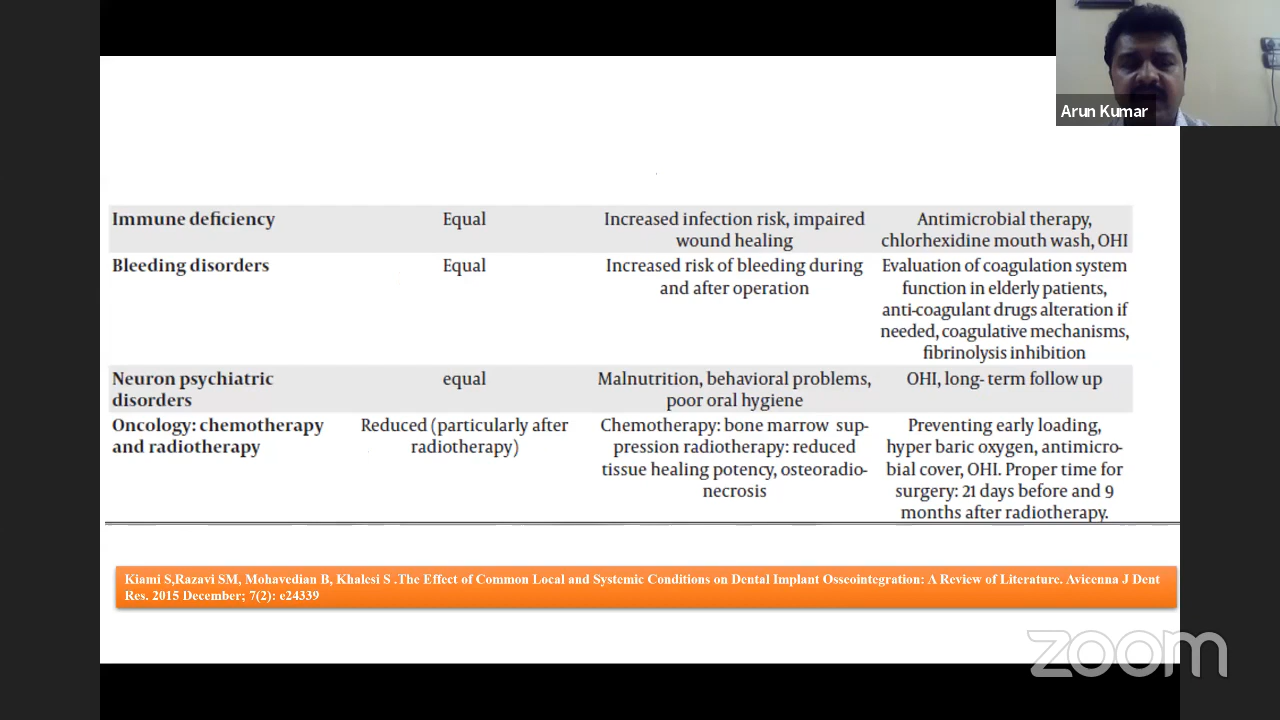 Arun Kumar
Immune deficiency
Equal
Increased infection risk, impaired
wound healing
Antimicrobial therapy,
chlorhexidine mouth wash, OHI
Bleeding disorders
Equal
Increased risk of bleeding during
and after operation
Evaluation of coagulation system
function in elderly patients,
anti-coagulant drugs alteration if
needed, coagulative mechanisms,
fibrinolysis inhibition
Neuron psychiatric
disorders
equal
Malnutrition, behavioral problems,
poor oral hygiene
OHI, long- term follow up
Oncology: chemotherapy
and radiotherapy
Reduced (particularly after
radiotherapy)
Chemotherapy: bone marrow sup-
pression radiotherapy: reduced
tissue healing potency, osteoradio-
necrosis
Preventing early loading,
hyper baric oxygen, antimicro-
bial cover, OHI. Proper time for
surgery: 21 days before and 9
months after radiotherapy.
Kiami S,Razavi SM, Mohavedian B, Khalesi S .The Effect of Common Local and Systemic Conditions on Dental Implant Osseointegration: A Review of Literature. Avicenna J Dent
Res. 2015 December; 7(2): e24339
zoom